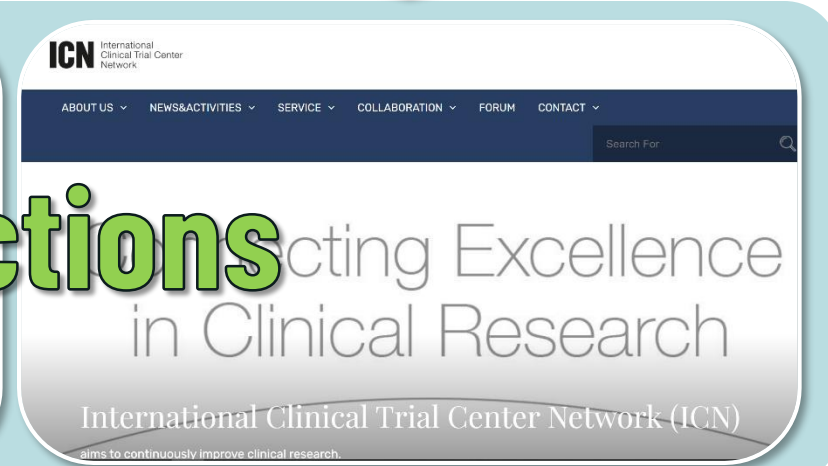 ICN International
Clinical Trial Center
Network
ABOUT US
NEWS&ACTIVITIES
SERVICE
COLLABORATION
FORUM
CONTACT
Search For
ctions
cting Excellence
in Clinical Research
International Clinical Trial Center Network (ICN)
aims to continuously improve clinical research.